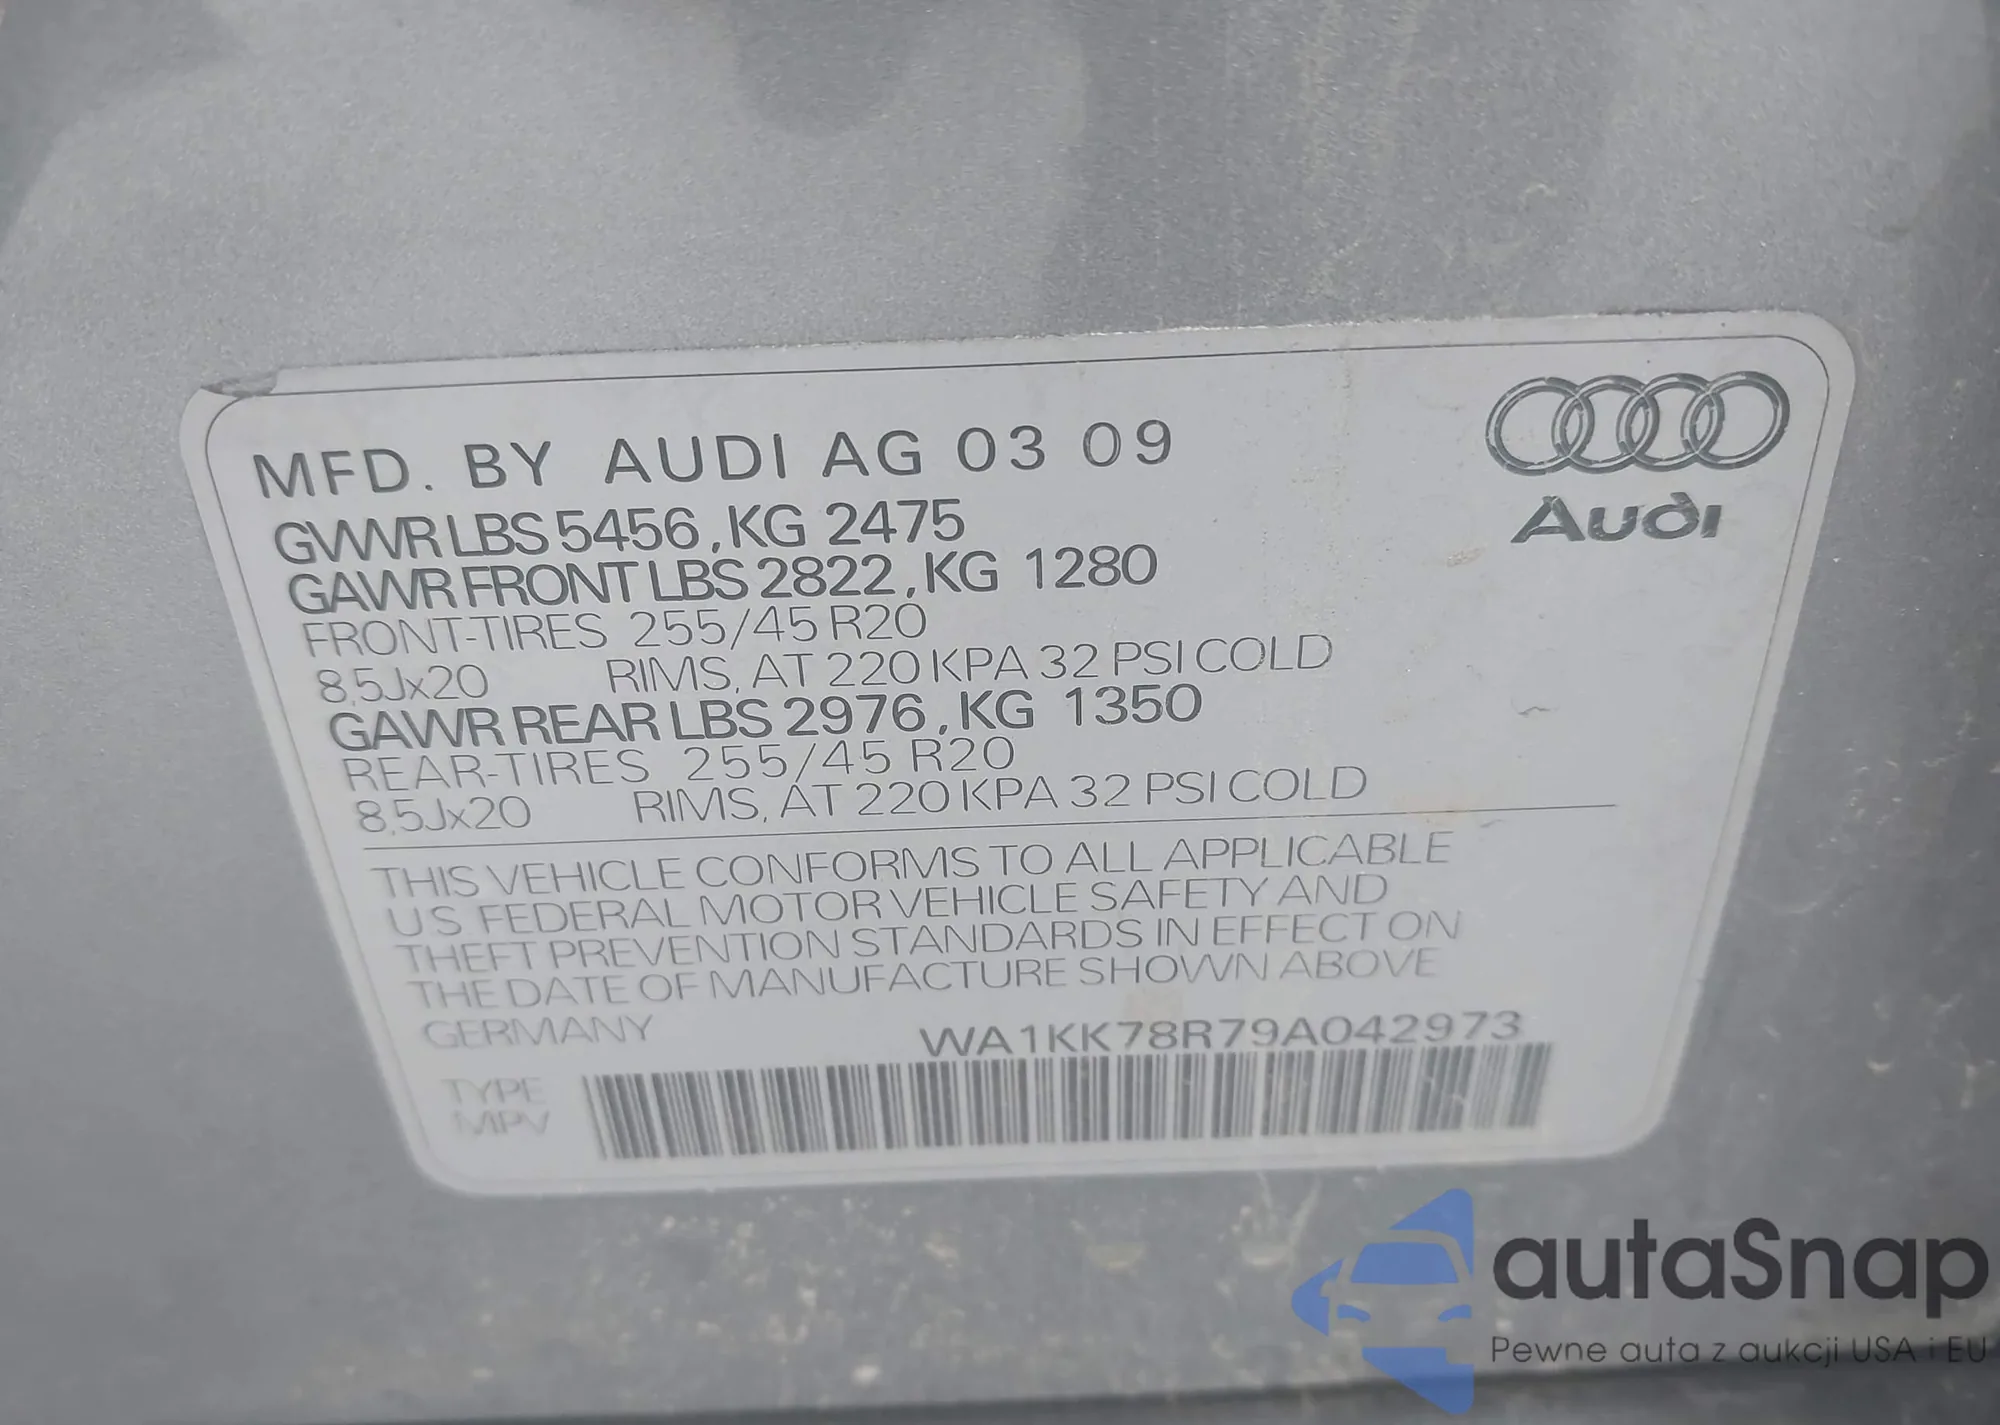 MFD. BY AUDI AG 03 09
GVWR LBS 5456, KG 2475
GAWR FRONT LBS 2822, KG 1280
FRONT-TIRES 255/45 R20
8,5Jx20 RIMS, AT 220 KPA 32 PSI COLD
GAWR REAR LBS 2976, KG 1350
REAR-TIRES 255/45 R20
8,5Jx20 RIMS, AT 220 KPA 32 PSI COLD
Audi
THIS VEHICLE CONFORMS TO ALL APPLICABLE
US FEDERAL MOTOR VEHICLE SAFETY AND
THEFT PREVENTION STANDARDS IN EFFECT ON
THE DATE OF MANUFACTURE SHOWN ABOVE
GERMANY WA1KK78R79A042973
TYPE
MPV
autaSnap
Pewne auta z aukcji USA i EU